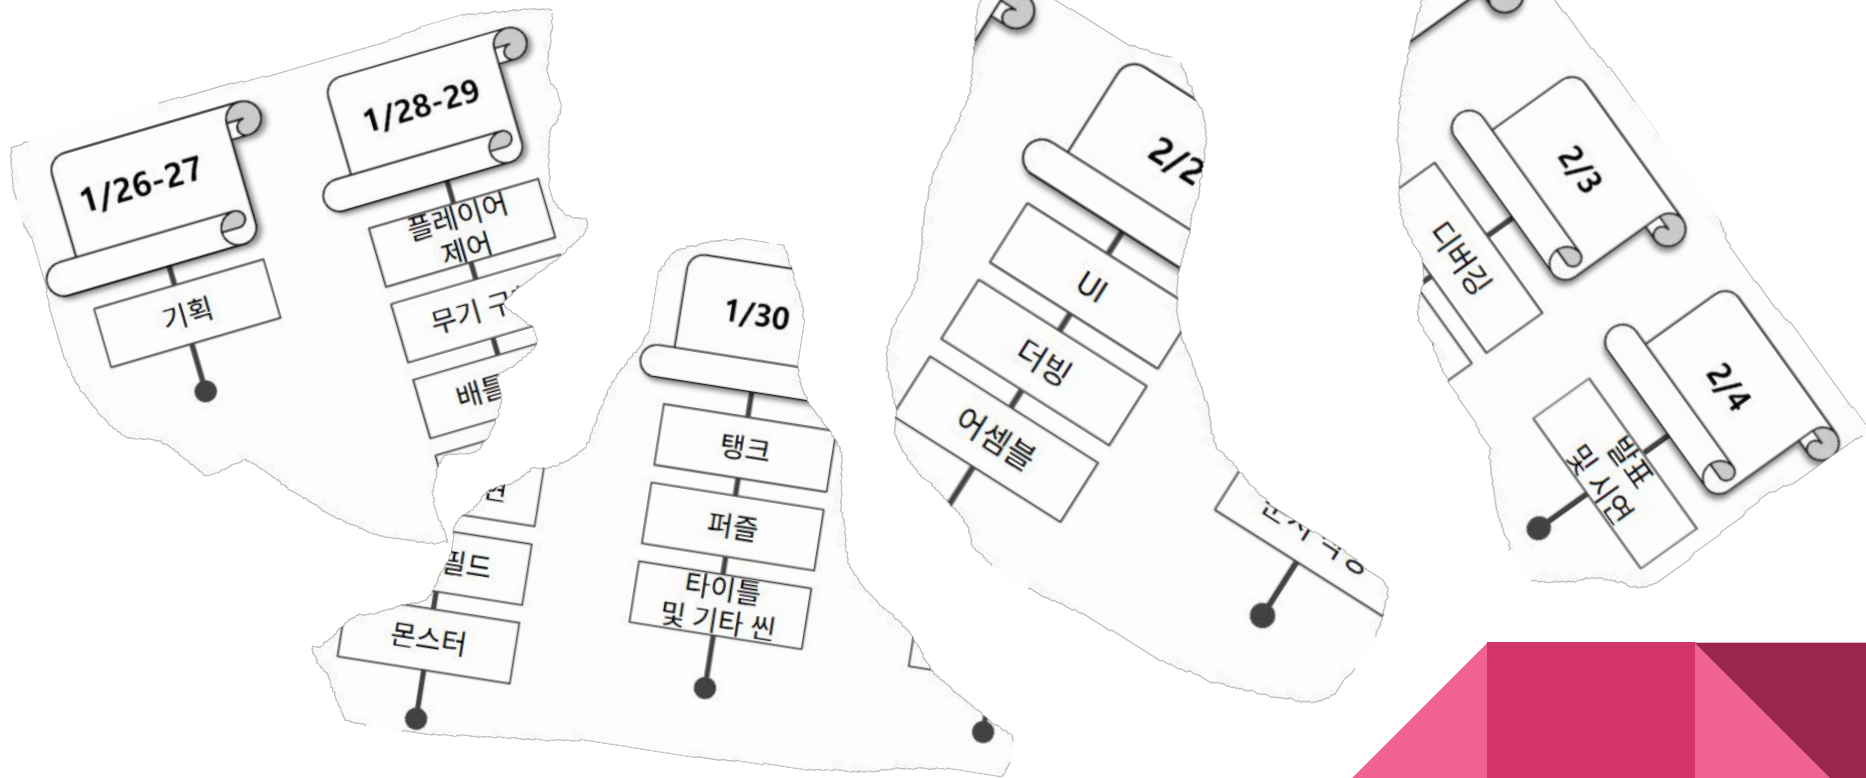 1/26-27
기획
1/28-29
플레이어
제어
무기
배틀
필드
몬스터
1/30
탱크
퍼즐
타이틀
및 기타 씬
2/2
UI
더빙
어셈블
2/3
디버깅
2/4
발표
및 시연